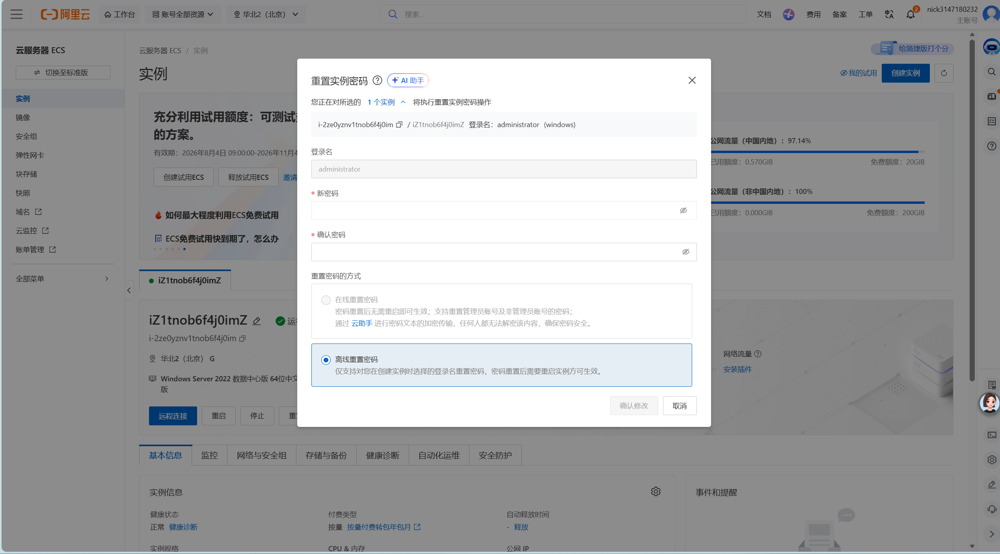 阿里云
工作台
账号全部资源
华北2（北京）
搜索...
文档
费用
备案
工单
2
nick3147180232
主账号
云服务器 ECS
切换至标准版
实例
镜像
安全组
弹性网卡
块存储
快照
域名
云监控
账单管理
全部菜单
云服务器 ECS / 实例
实例
给简捷版打个分
我的试用
创建实例
充分利用试用额度：可测试
的方案。
有效期：2026年8月4日 09:00:00-2026年11月4
创建试用ECS
释放试用ECS
邀请
如何最大程度利用ECS免费试用
ECS免费试用快到期了，怎么办
公网流量（中国内地）：97.14%
已用额度：0.570GIB
免费额度：20GIB
公网流量（非中国内地）：100%
已用额度：0.000GIB
免费额度：200GIB
重置实例密码
AI 助手
您正在对所选的 1 个实例 将执行重置实例密码操作
i-2ze0yznv1tnob6f4j0im / iZ1tnob6f4j0imZ 登录名：administrator (windows)
登录名
administrator
* 新密码
* 确认密码
重置密码的方式
在线重置密码
密码重置后无需重启即可生效；支持重置管理员账号及非管理员账号的密码；
通过 云助手 进行密码文本的加密传输，任何人都无法解密该内容，确保密码安全。
离线重置密码
仅支持对您在创建实例时选择的登录名重置密码，密码重置后需要重启实例方可生效。
确认修改
取消
iZ1tnob6f4j0imZ
iZ1tnob6f4j0imZ
运
i-2ze0yznv1tnob6f4j0im
华北2（北京） G
Windows Server 2022 数据中心版 64位中文
版
远程连接
重启
停止
重
网络流量
安装插件
基本信息
监控
网络与安全组
存储与备份
健康诊断
自动化运维
安全防护
实例信息
事件和提醒
健康状态
正常 健康诊断
付费类型
按量 按量付费转包年包月
自动释放时间
- 释放
实例规格
CPU & 内存
公网 IP